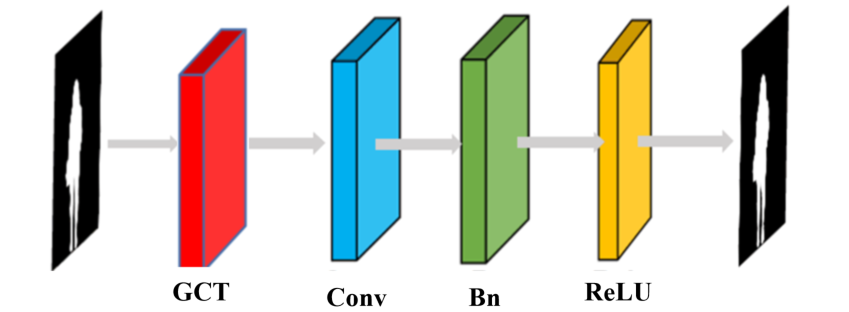 GCT
Conv
Bn
ReLU